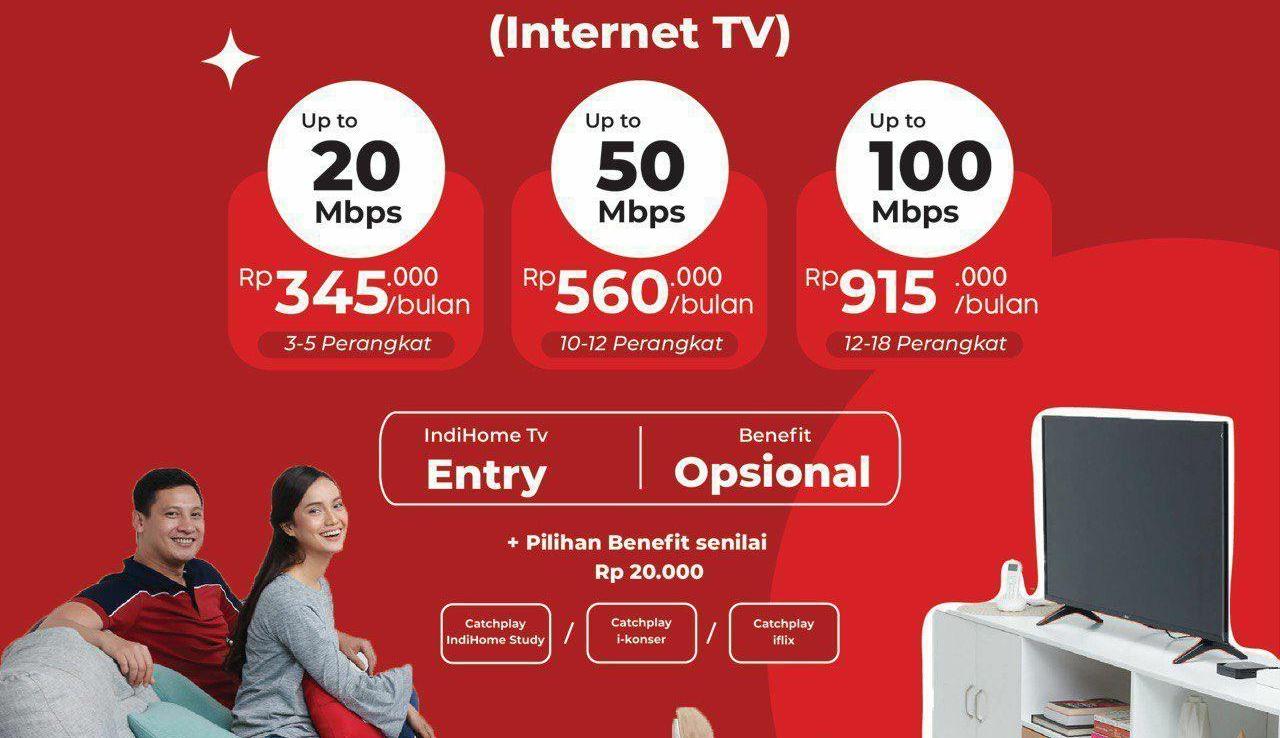 (Internet TV)
Up to
20
Mbps
Rp345.000
/bulan
3-5 Perangkat
Up to
50
Mbps
Rp560.000
/bulan
10-12 Perangkat
Up to
100
Mbps
Rp915.000
/bulan
12-18 Perangkat
IndiHome Tv
Entry
Benefit
Opsional
+ Pilihan Benefit senilai
Rp 20.000
Catchplay
IndiHome Study
/
Catchplay
i-konser
/
Catchplay
iflix